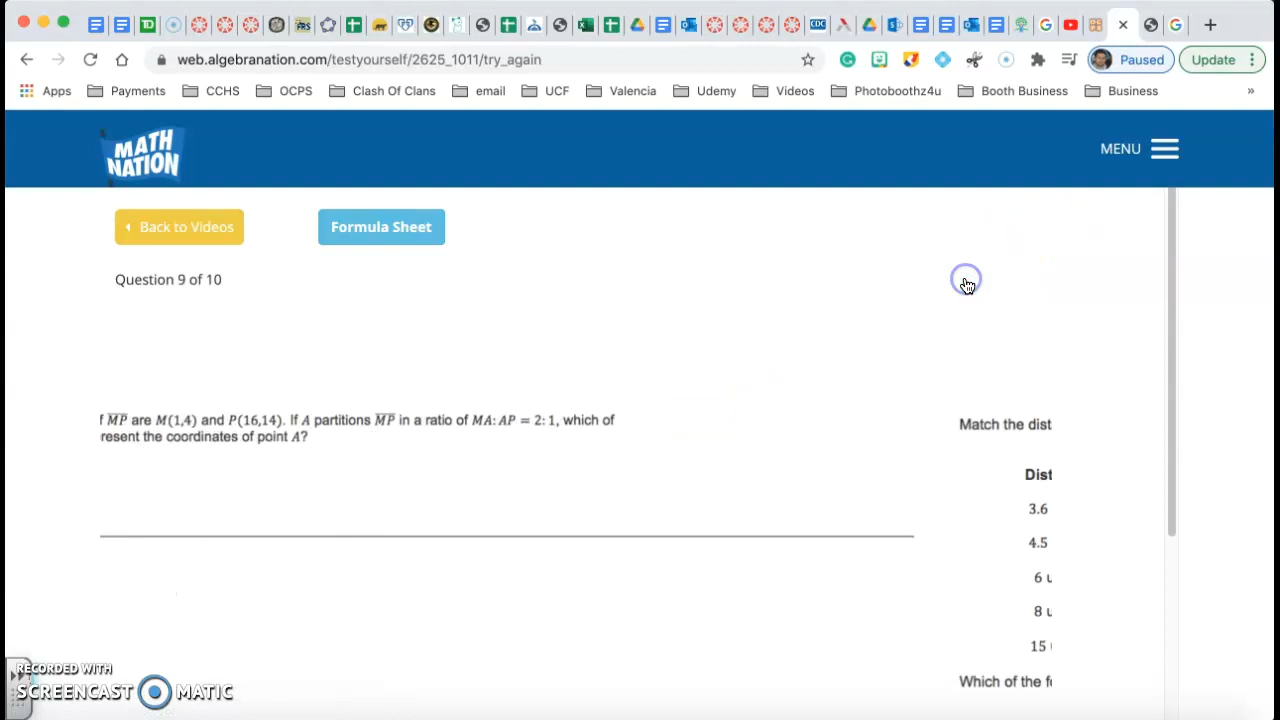 web.algebranation.com/testyourself/2625_1011/try_again
Paused
Update
Apps
Payments
CCHS
OCPS
Clash Of Clans
email
UCF
Valencia
Udemy
Videos
Photoboothz4u
Booth Business
Business
»
MATH
NATION
MENU
Back to Videos
Formula Sheet
Question 9 of 10
f MP are M(1,4) and P(16,14). If A partitions MP in a ratio of MA: AP = 2: 1, which of
resent the coordinates of point A?
Match the dist
Dist
3.6
4.5
6 u
8 u
15
Which of the f
RECORDED WITH
SCREENCAST MATIC